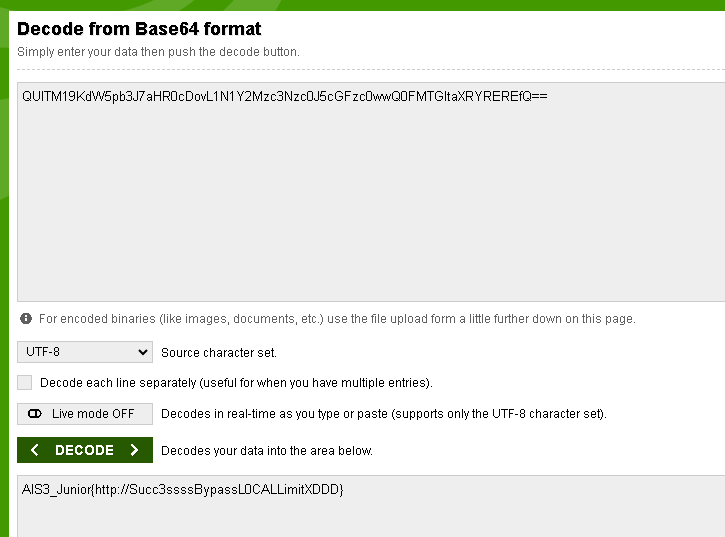 Decode from Base64 format
Simply enter your data then push the decode button.
QUlTM19KdW5pb3J7aHR0cDovL1N1Y2Mzc3Nzc0J5cGFzc0wwQ0FMTGltaXRYREREfQ==
For encoded binaries (like images, documents, etc.) use the file upload form a little further down on this page.
UTF-8 Source character set.
Decode each line separately (useful for when you have multiple entries).
Live mode OFF Decodes in real-time as you type or paste (supports only the UTF-8 character set).
< DECODE > Decodes your data into the area below.
AIS3_Junior{http://Succ3ssssBypassL0CALLimitXDDD}